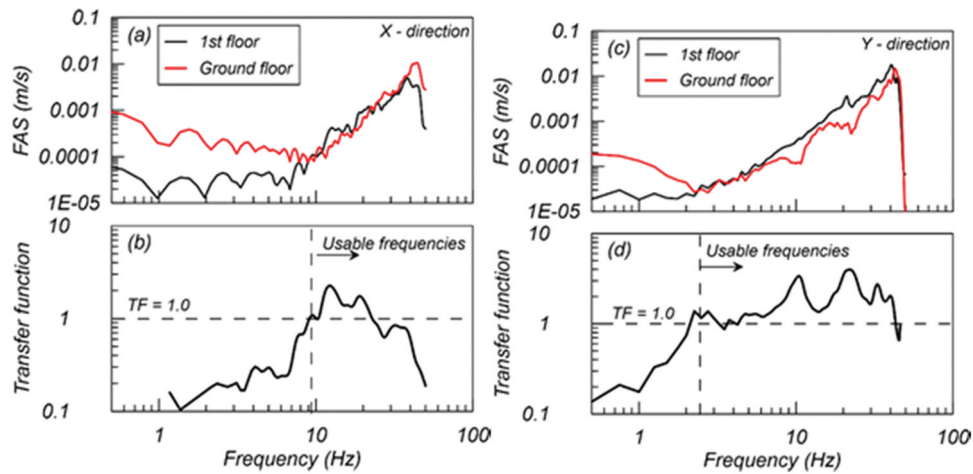 (a)
X - direction
1st floor
Ground floor
FAS (m/s)
0.1
0.01
0.001
0.0001
1E-05
(b)
Usable frequencies
TF = 1.0
Transfer function
10
1
0.1
1
10
100
Frequency (Hz)
(c)
Y - direction
1st floor
Ground floor
FAS (m/s)
0.1
0.01
0.001
0.0001
1E-05
(d)
Usable frequencies
TF = 1.0
Transfer function
10
1
0.1
1
10
100
Frequency (Hz)